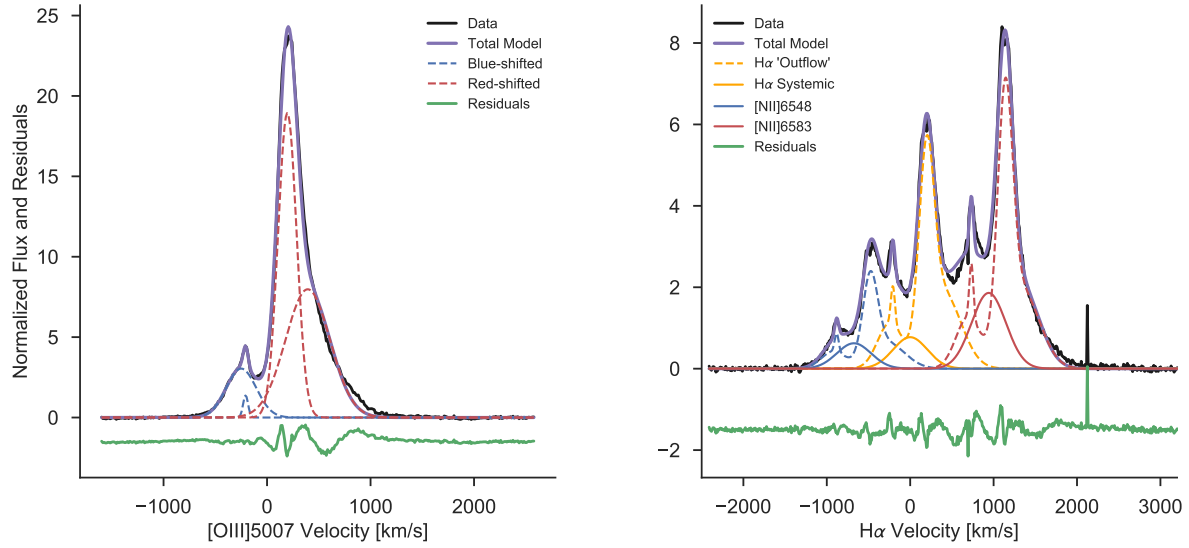 Normalized Flux and Residuals
25
20
15
10
5
0
−1000
0
1000
2000
[OIII]5007 Velocity [km/s]
Data
Total Model
Blue-shifted
Red-shifted
Residuals
8
6
4
2
0
−2
−2000
−1000
0
1000
2000
3000
Hα Velocity [km/s]
Data
Total Model
Hα 'Outflow'
Hα Systemic
[NII]6548
[NII]6583
Residuals